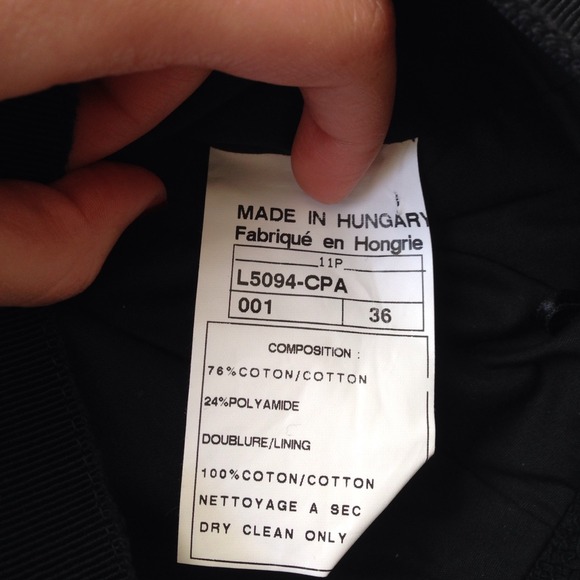 MADE IN HUNGARY
Fabriqué en Hongrie
11P
L5094-CPA
001 36
COMPOSITION :
76%COTON/COTTON
24%POLYAMIDE
DOUBLURE/LINING
100%COTON/COTTON
NETTOYAGE A SEC
DRY CLEAN ONLY